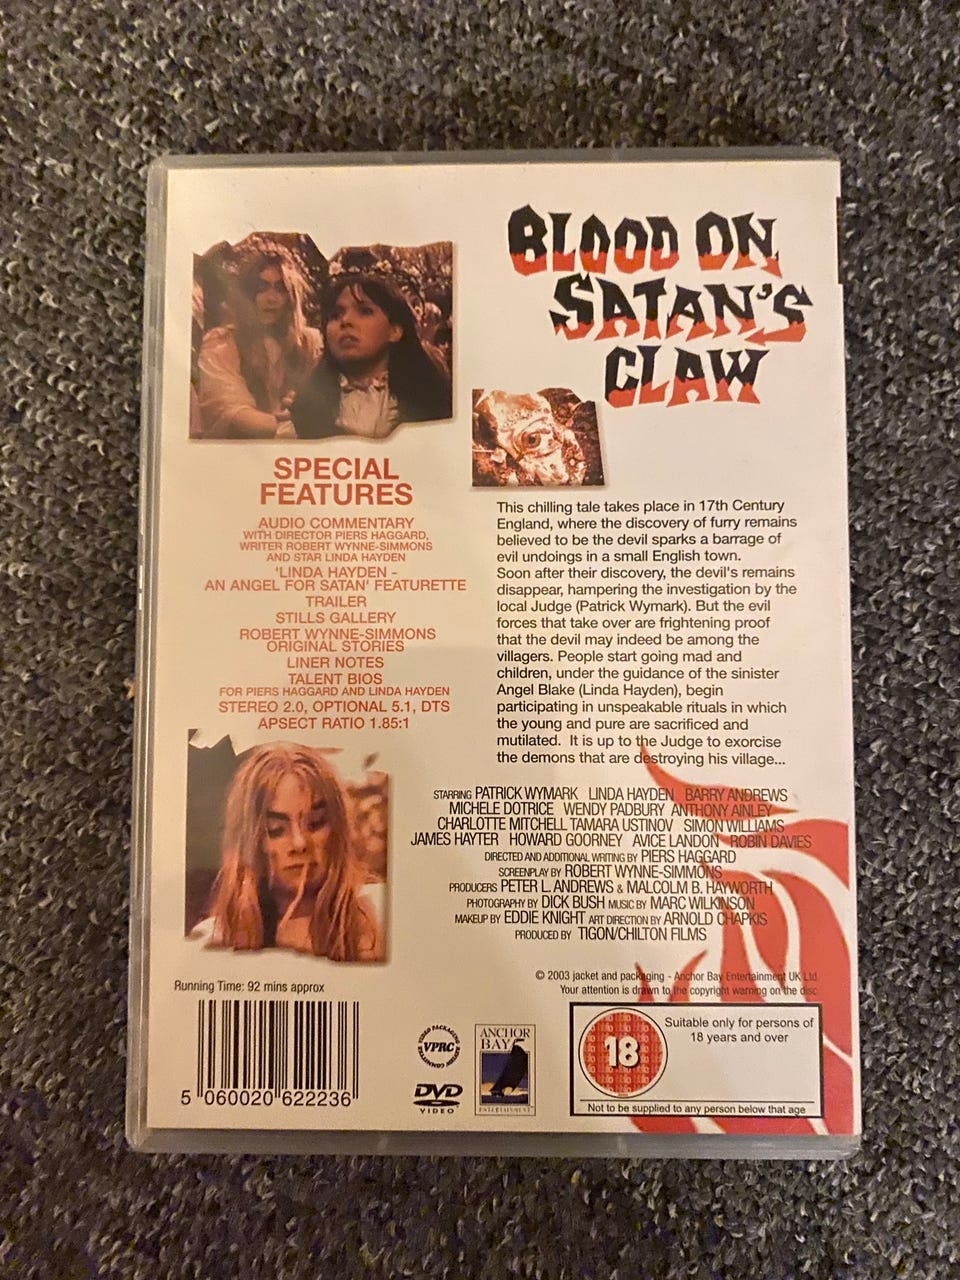 BLOOD ON
SATAN'S
CLAW
SPECIAL
FEATURES
AUDIO COMMENTARY
WITH DIRECTOR PIERS HAGGARD,
WRITER ROBERT WYNNE-SIMMONS
AND STAR LINDA HAYDEN
'LINDA HAYDEN -
AN ANGEL FOR SATAN' FEATURETTE
TRAILER
STILLS GALLERY
ROBERT WYNNE-SIMMONS
ORIGINAL STORIES
LINER NOTES
TALENT BIOS
FOR PIERS HAGGARD AND LINDA HAYDEN
STEREO 2.0, OPTIONAL 5.1, DTS
APSECT RATIO 1.85:1
This chilling tale takes place in 17th Century
England, where the discovery of furry remains
believed to be the devil sparks a barrage of
evil undoings in a small English town.
Soon after their discovery, the devil's remains
disappear, hampering the investigation by the
local Judge (Patrick Wymark). But the evil
forces that take over are frightening proof
that the devil may indeed be among the
villagers. People start going mad and
children, under the guidance of the sinister
Angel Blake (Linda Hayden), begin
participating in unspeakable rituals in which
the young and pure are sacrificed and
mutilated. It is up to the Judge to exorcise
the demons that are destroying his village...
STARRING PATRICK WYMARK LINDA HAYDEN BARRY ANDREWS
MICHELE DOTRICE WENDY PADBURY ANTHONY AINLEY
CHARLOTTE MITCHELL TAMARA USTINOV SIMON WILLIAMS
JAMES HAYTER HOWARD GOORNEY AVICE LANDON ROBIN DAVIES
DIRECTED AND ADDITIONAL WRITING BY PIERS HAGGARD
SCREENPLAY BY ROBERT WYNNE-SIMMONS
PRODUCERS PETER L. ANDREWS & MALCOLM B. HAYWORTH
PHOTOGRAPHY BY DICK BUSH MUSIC BY MARC WILKINSON
MAKEUP BY EDDIE KNIGHT ART DIRECTION BY ARNOLD CHAPKIS
PRODUCED BY TIGON/CHILTON FILMS
© 2003 jacket and packaging - Anchor Bay Entertainment UK Ltd.
Your attention is drawn to the copyright warning on the disc
Running Time: 92 mins approx
5 060020 622236
VIDEO PACKAGING REVIEW COMMITTEE
VPRC
DVD
VIDEO
ANCHOR
BAY
ENTERTAINMENT
18
Suitable only for persons of
18 years and over
Not to be supplied to any person below that age